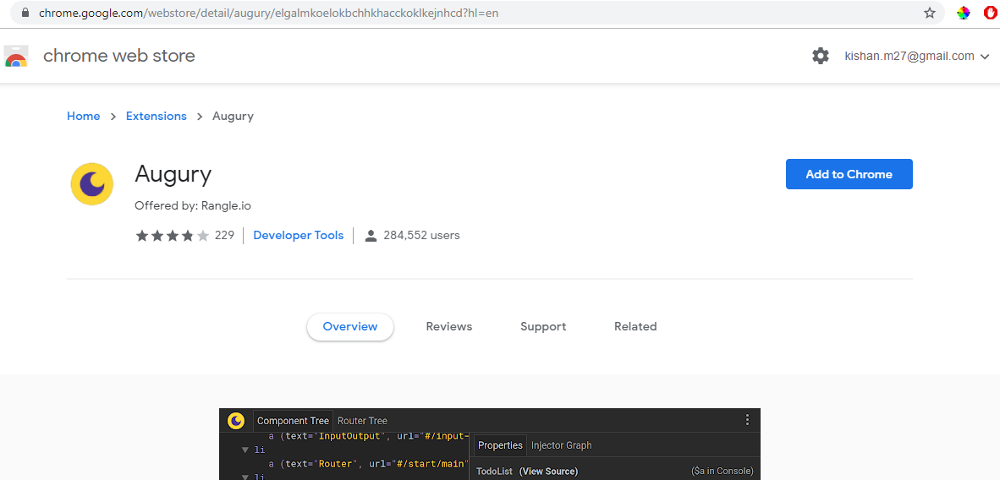 chrome.google.com/webstore/detail/augury/elgalmkoelokbchhkhacckoklkejnhcd?hl=en
chrome web store
kishan.m27@gmail.com
Home > Extensions > Augury
Augury
Add to Chrome
Offered by: Rangle.io
229 | Developer Tools | 284,552 users
Overview Reviews Support Related
Component Tree Router Tree
a (text="InputOutput", url="#/input-
Properties Injector Graph
▼ li
a (text="Router", url="#/start/main"
TodoList (View Source) ($a in Console)
▼ li